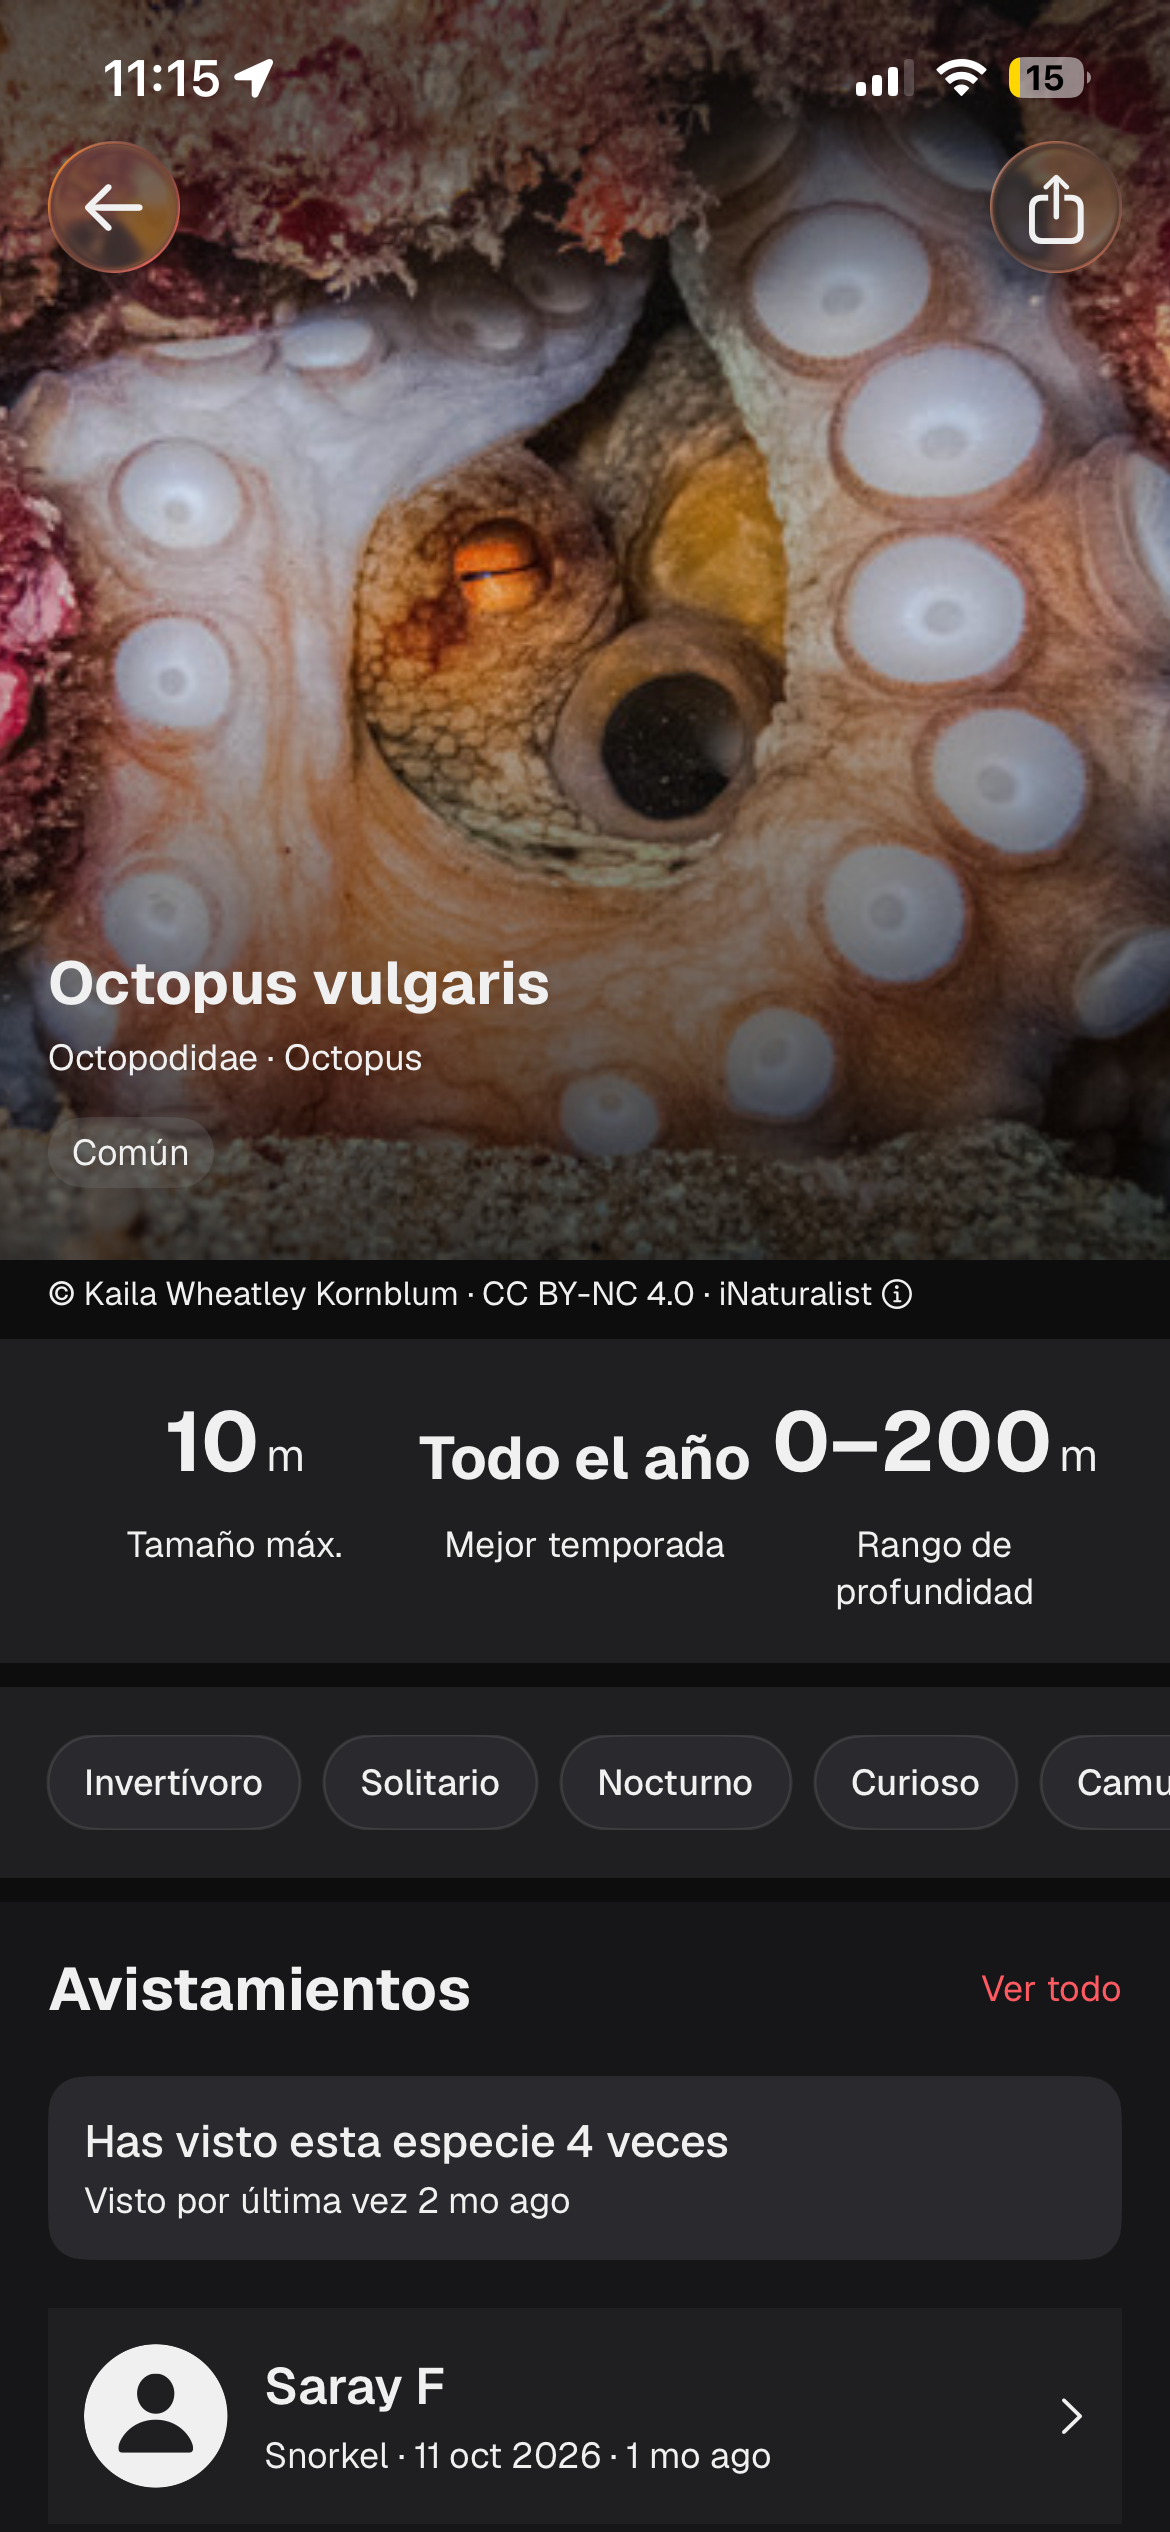 11:15
15
Octopus vulgaris
Octopodidae · Octopus
Común
© Kaila Wheatley Kornblum · CC BY-NC 4.0 · iNaturalist
10 m
Tamaño máx.
Todo el año
Mejor temporada
0–200 m
Rango de
profundidad
Invertívoro
Solitario
Nocturno
Curioso
Camu
Avistamientos
Ver todo
Has visto esta especie 4 veces
Visto por última vez 2 mo ago
Saray F
Snorkel · 11 oct 2026 · 1 mo ago